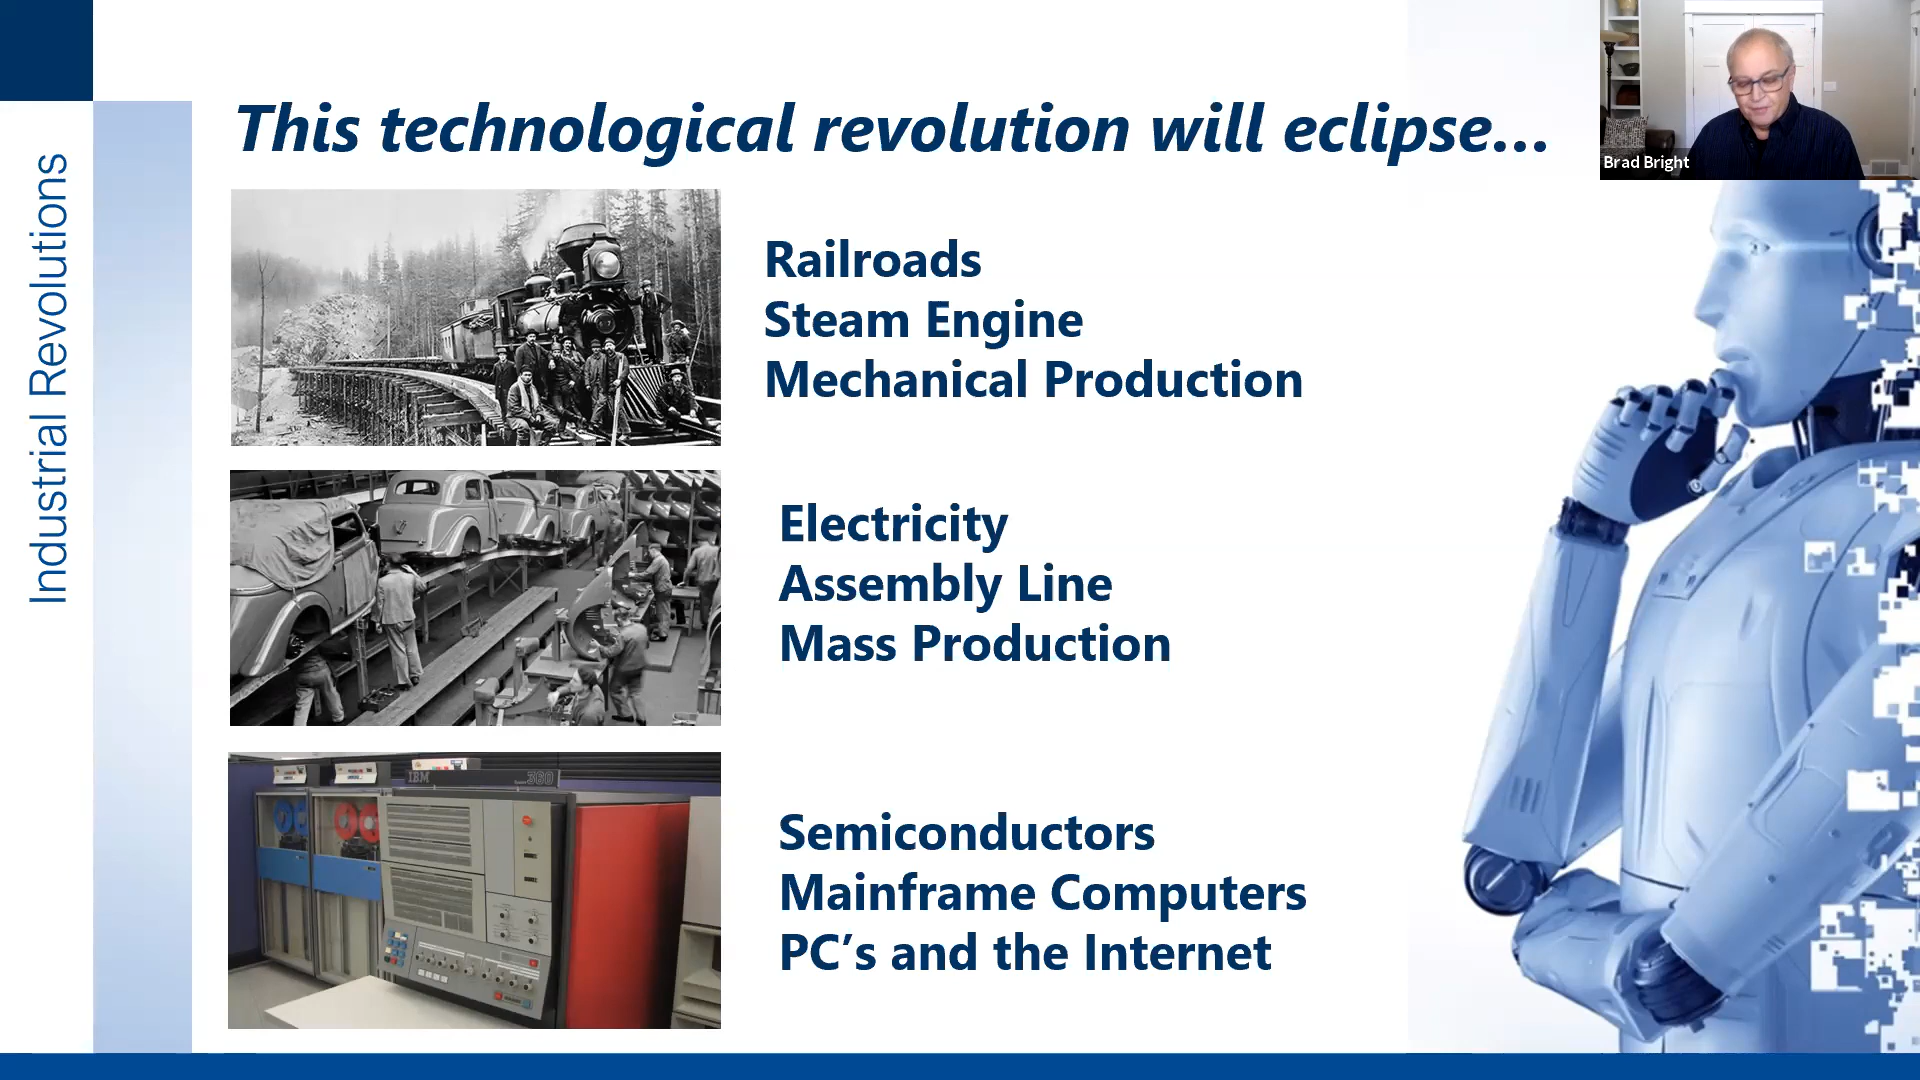 This technological revolution will eclipse...
Brad Bright
Industrial Revolutions
Railroads
Steam Engine
Mechanical Production
Electricity
Assembly Line
Mass Production
IBM
360
Semiconductors
Mainframe Computers
PC’s and the Internet